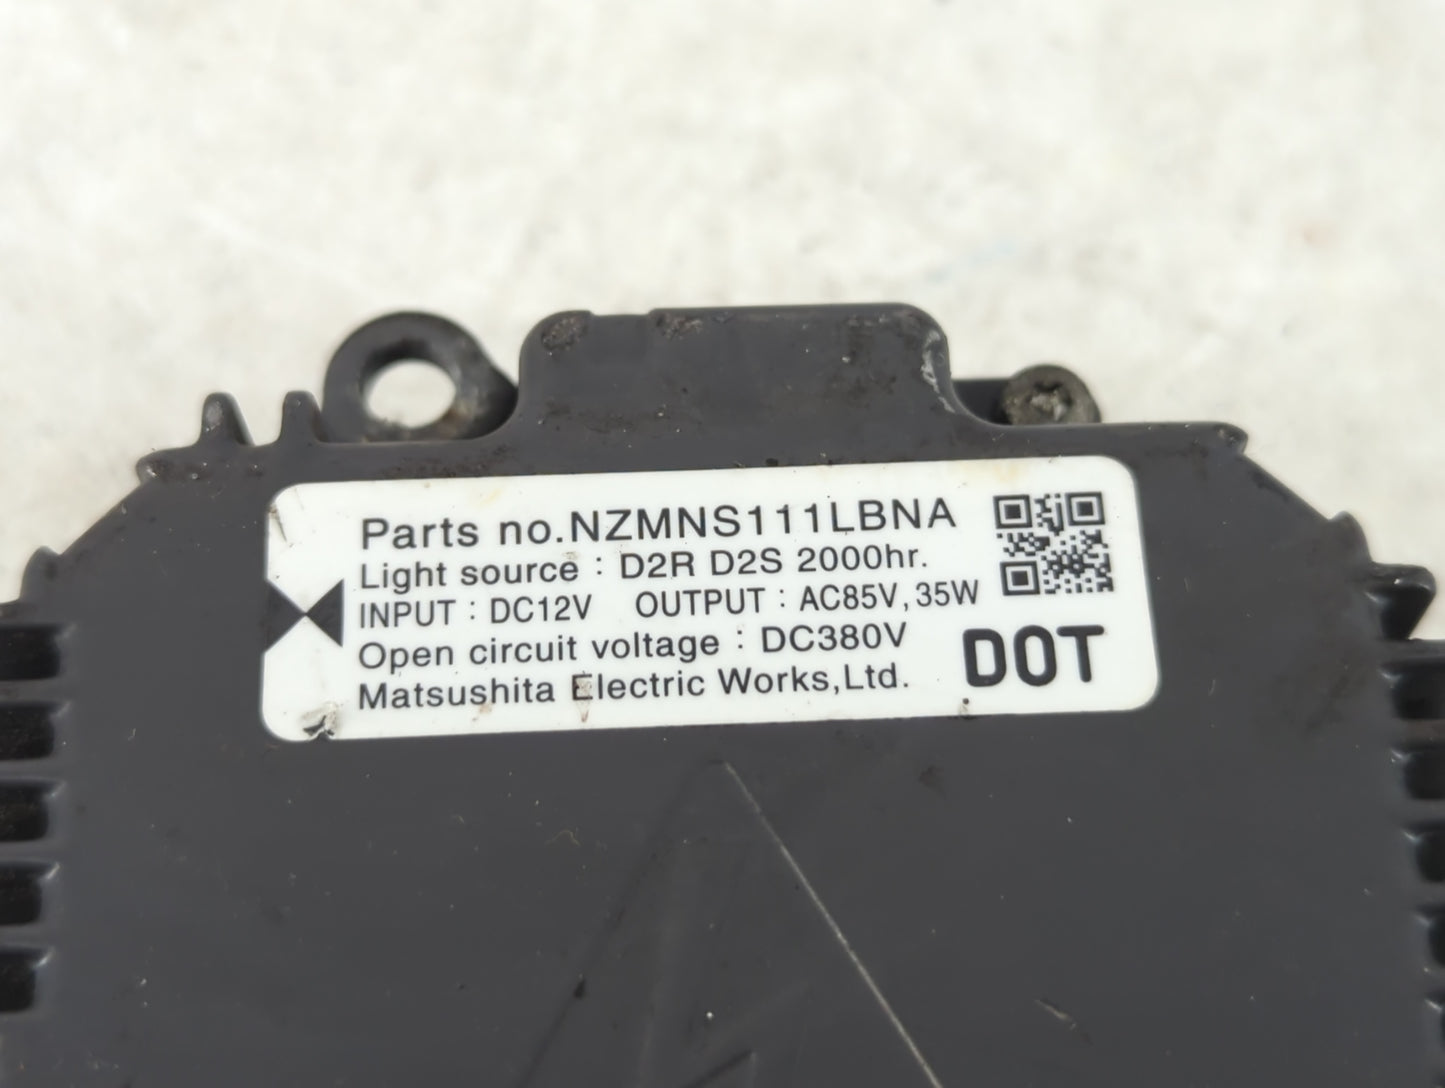 Parts no.NZMNS111LBNA
Light source : D2R D2S 2000hr.
INPUT : DC12V OUTPUT : AC85V, 35W
Open circuit voltage : DC380V
Matsushita Electric Works,Ltd.
DOT